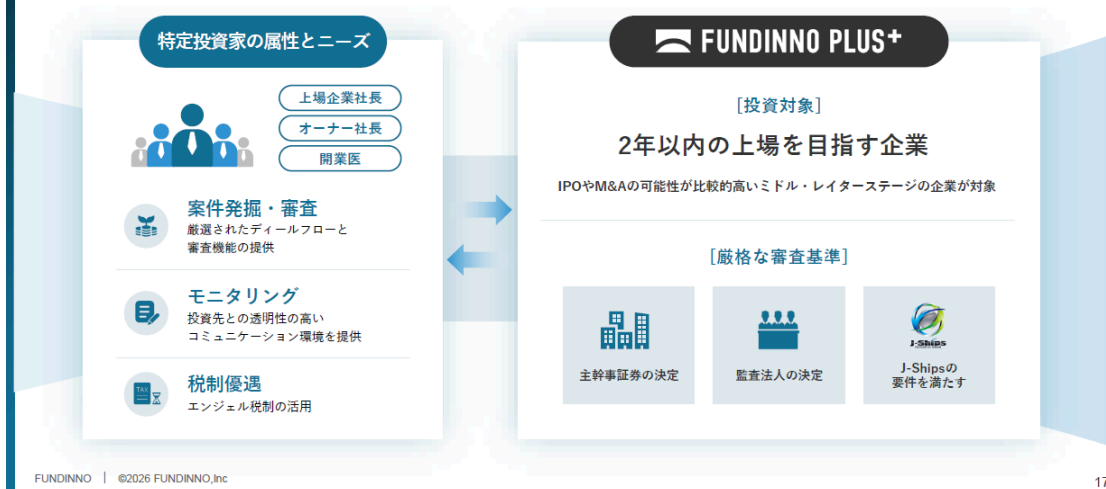 特定投資家の属性とニーズ
上場企業社長
オーナー社長
開業医
案件発掘・審査
厳選されたディールフローと
審査機能の提供
モニタリング
投資先との透明性の高い
コミュニケーション環境を提供
TAX
税制優遇
エンジェル税制の活用
FUNDINNO PLUS+
[投資対象]
2年以内の上場を目指す企業
IPOやM&Aの可能性が比較的高いミドル・レイターステージの企業が対象
[厳格な審査基準]
主幹事証券の決定
監査法人の決定
J-Ships
J-Shipsの
要件を満たす
FUNDINNO | ©2026 FUNDINNO,Inc
17